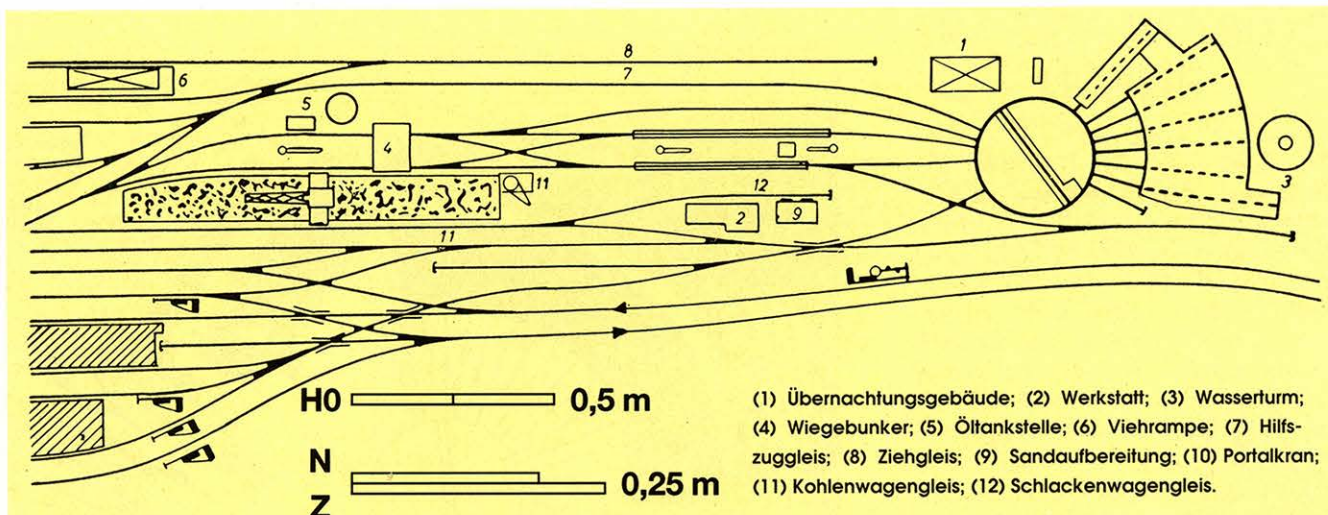 8
1
7
6
5
4
11
12
3
2
9
11
H0
0,5 m
N
Z
0,25 m
(1) Übernachtungsgebäude; (2) Werkstatt; (3) Wasserturm;
(4) Wiegebunker; (5) Öltankstelle; (6) Viehrampe; (7) Hilfs-
zuggleis; (8) Ziehgleis; (9) Sandaufbereitung; (10) Portalkran;
(11) Kohlenwagengleis; (12) Schlackenwagengleis.